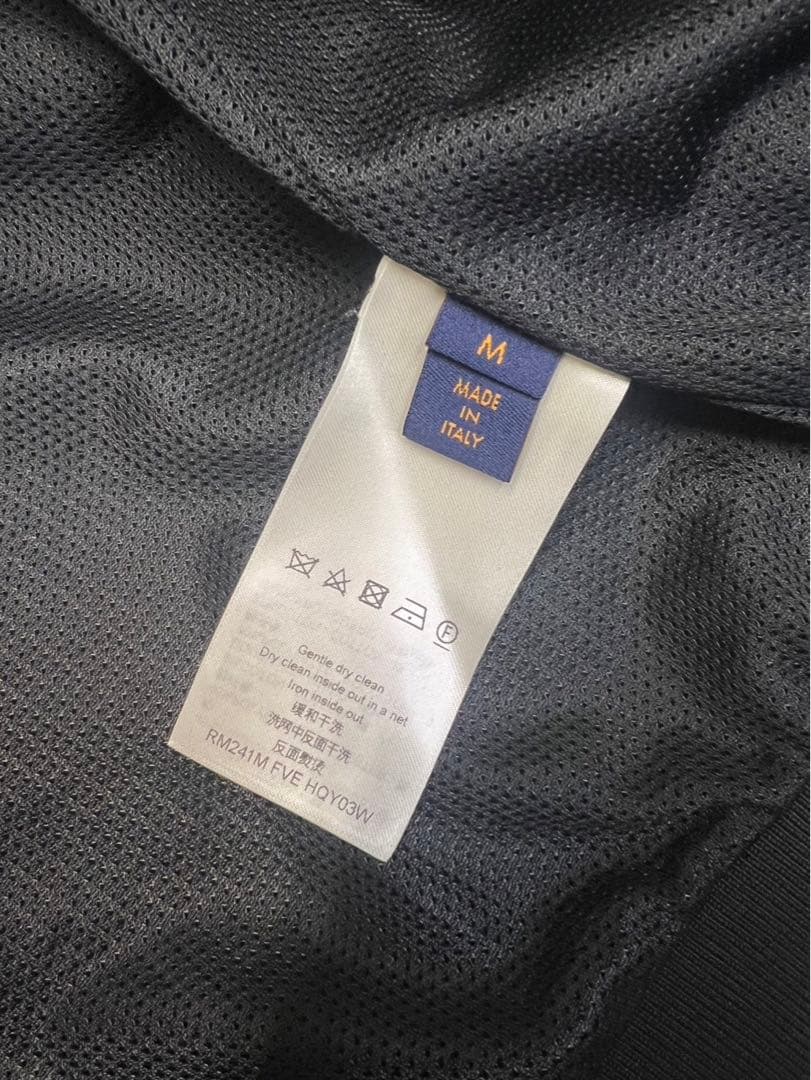 M
MADE
IN
ITALY
F
Gentle dry clean
Dry clean inside out in a net
Iron inside out
缓和干洗
洗网中反面干洗
反面熨烫
RM241M FVE HQY03W